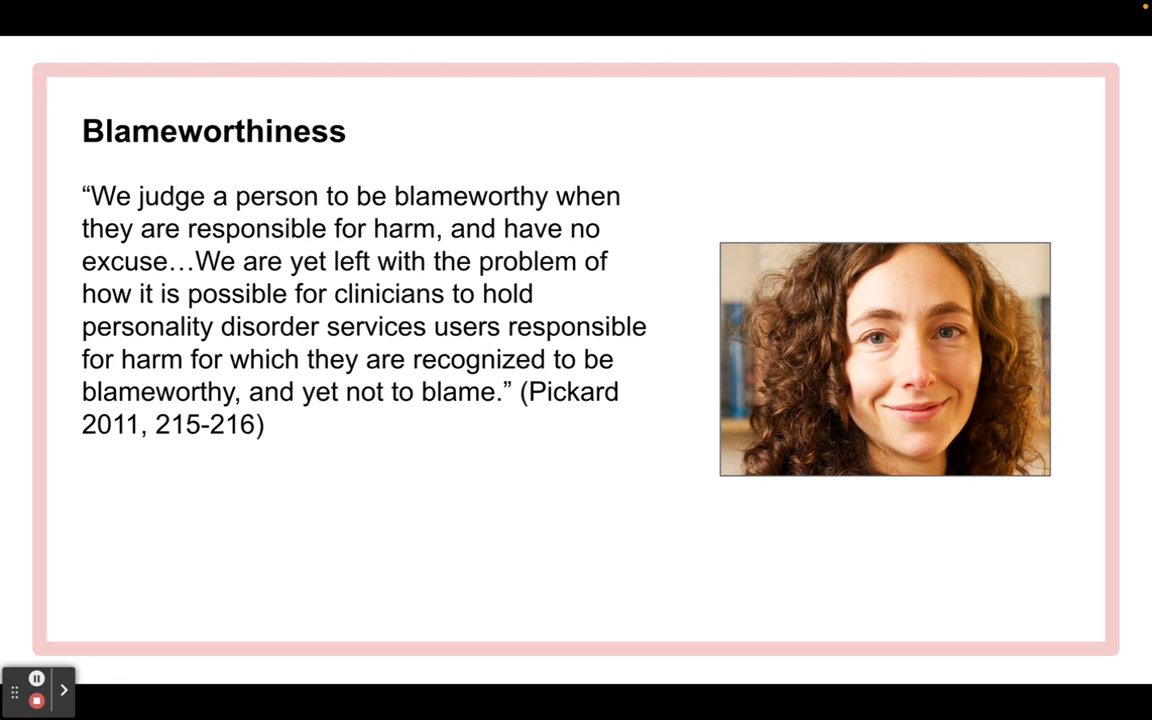 Blameworthiness
“We judge a person to be blameworthy when
they are responsible for harm, and have no
excuse…We are yet left with the problem of
how it is possible for clinicians to hold
personality disorder services users responsible
for harm for which they are recognized to be
blameworthy, and yet not to blame.” (Pickard
2011, 215-216)